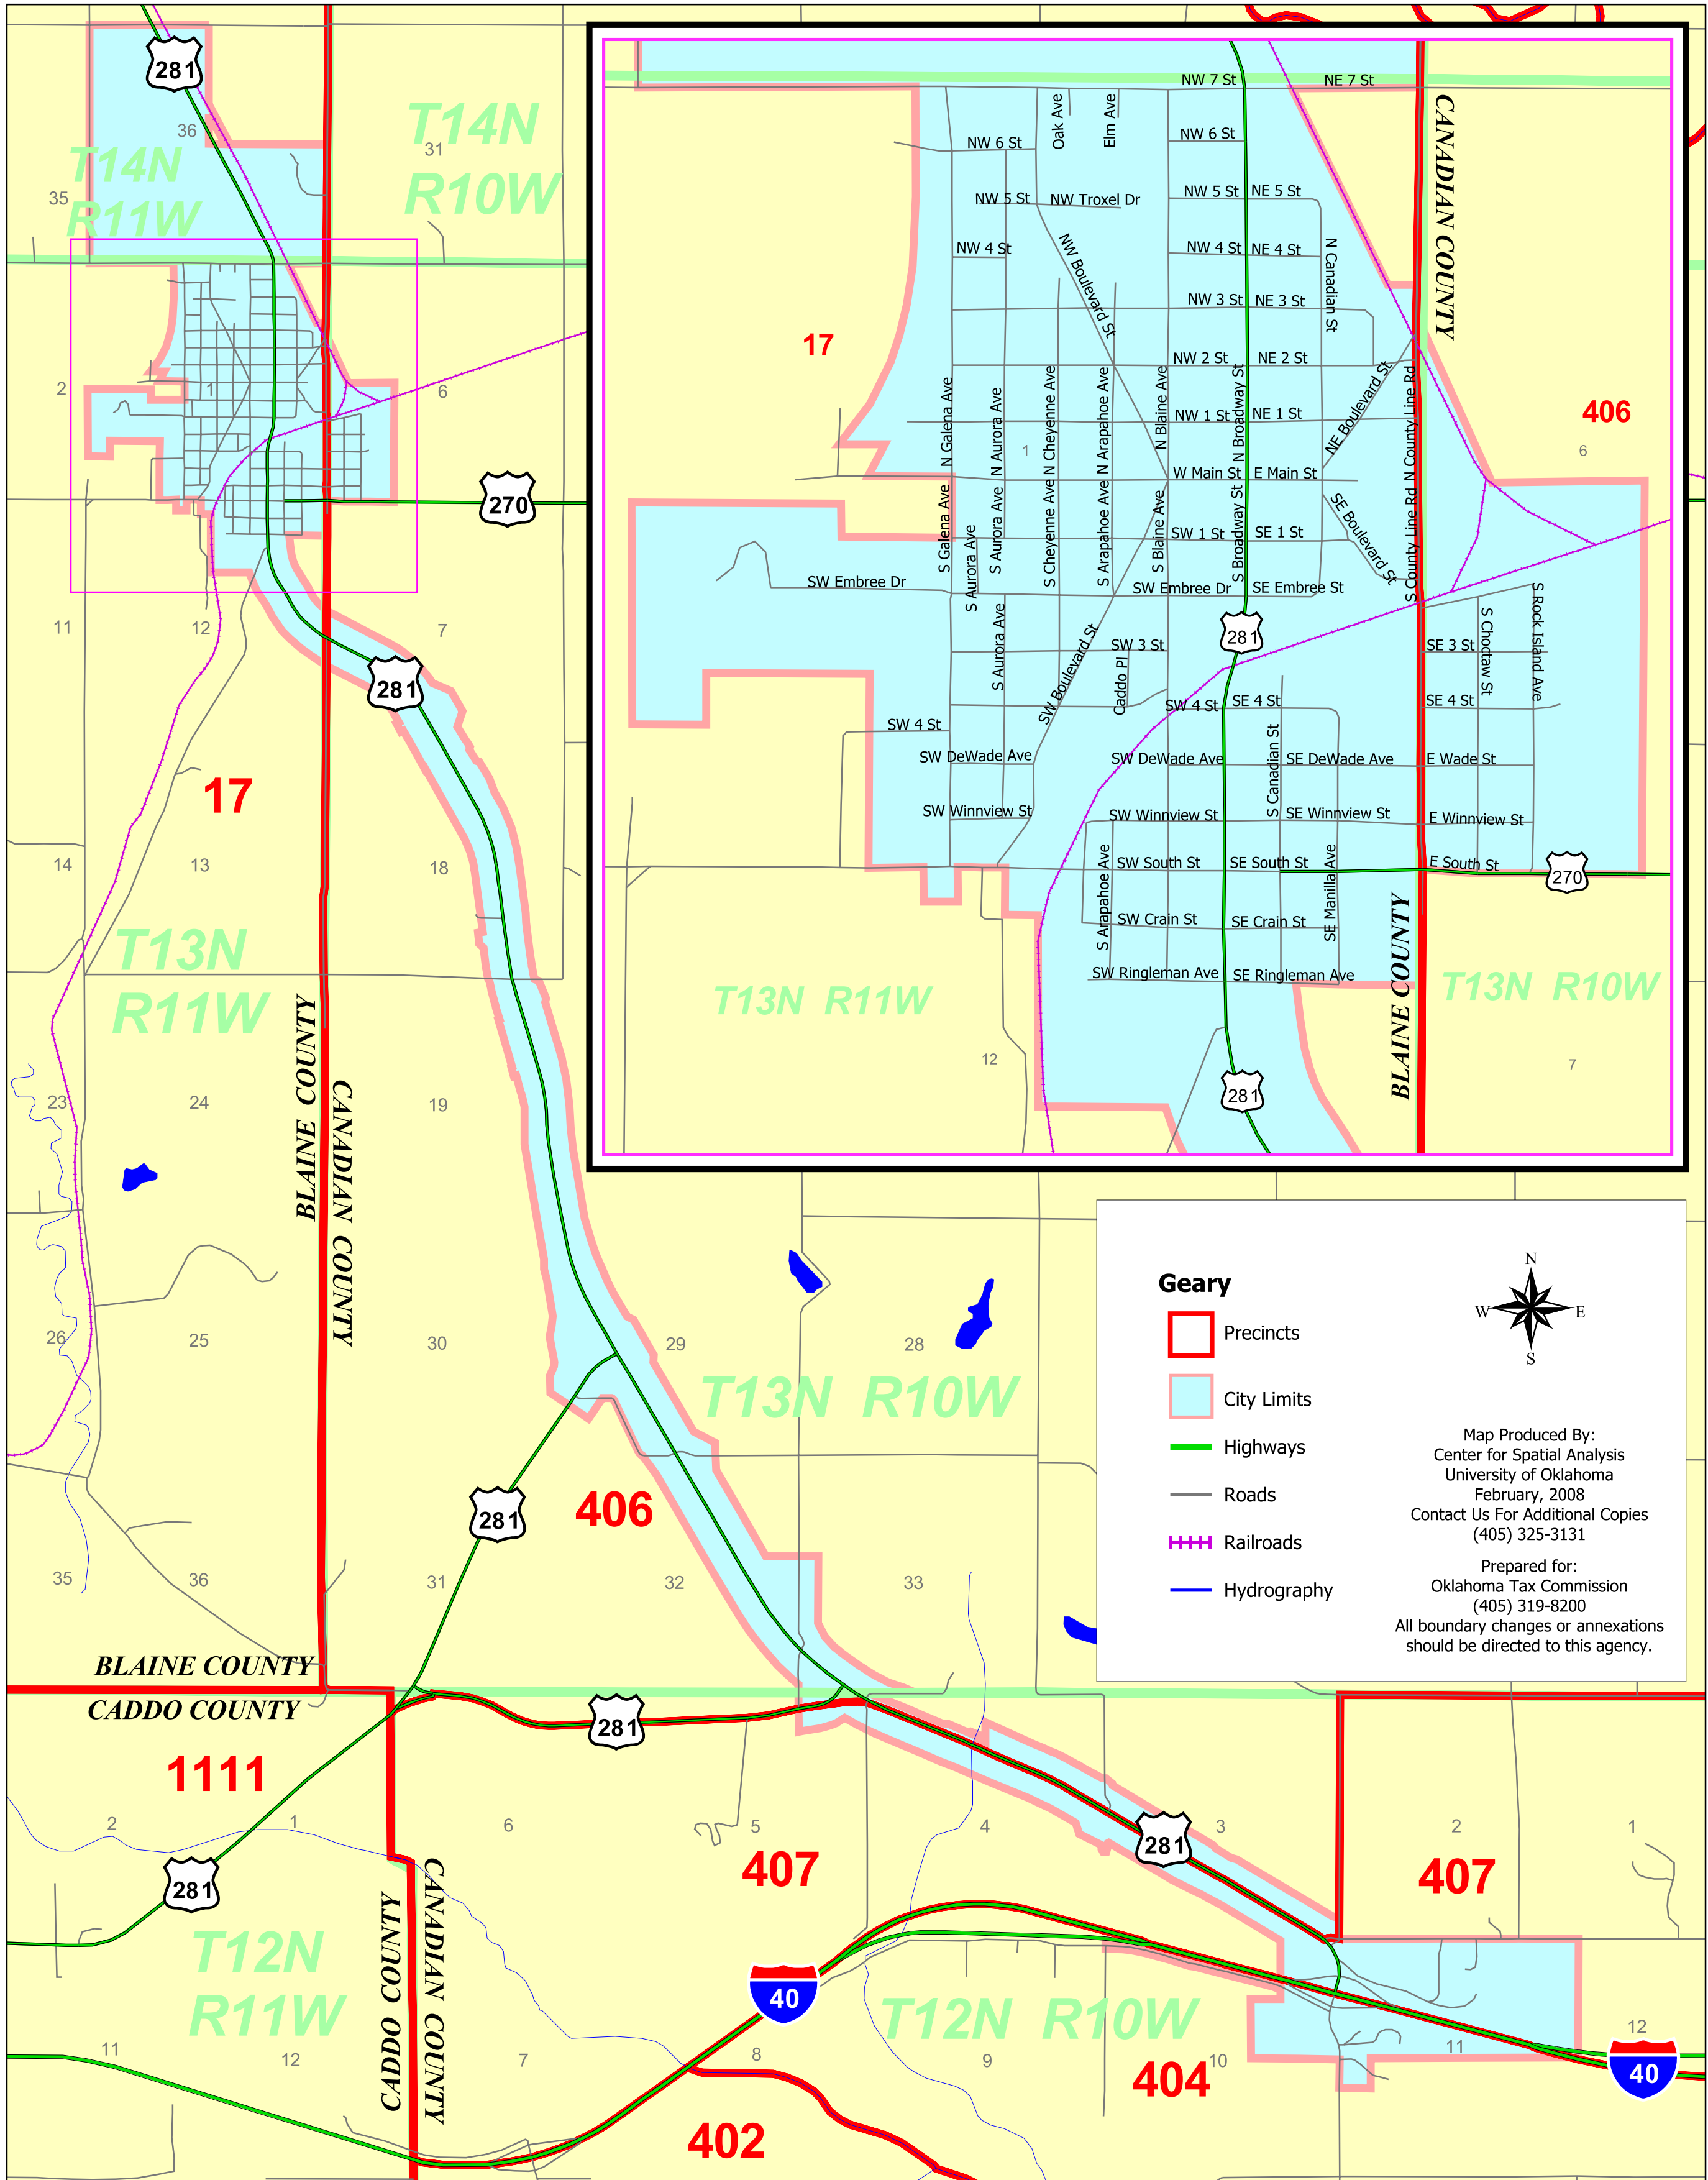 281
36
T14N
R11W
35
T14N
31
R10W
2
1
6
270
11
12
7
281
17
14
13
18
T13N
R11W
BLAINE COUNTY
CANADIAN COUNTY
23
24
19
26
25
30
29
28
T13N R10W
281
406
35
36
31
32
33
BLAINE COUNTY
CADDO COUNTY
281
1111
2
1
6
5
4
3
2
1
281
407
407
281
CADDO COUNTY
CANADIAN COUNTY
T12N
R11W
40
T12N R10W
11
12
7
8
9
10
11
12
40
404
402
NW 7 St
NE 7 St
CANADIAN COUNTY
Oak Ave
Elm Ave
NW 6 St
NW 6 St
NW 5 St
NW Troxel Dr
NW 5 St
NE 5 St
NW 4 St
NW Boulevard St
NW 4 St
NE 4 St
N Canadian St
NW 3 St
NE 3 St
17
NW 2 St
NE 2 St
N Galena Ave
N Aurora Ave
N Cheyenne Ave
N Arapahoe Ave
N Blaine Ave
N Broadway St
NE Boulevard St
N County Line Rd
406
NW 1 St
NE 1 St
1
6
W Main St
E Main St
S Galena Ave
S Aurora Ave
S Aurora Ave
S Cheyenne Ave
S Arapahoe Ave
S Blaine Ave
S Broadway St
SE Boulevard St
S County Line Rd
SW 1 St
SE 1 St
SW Embree Dr
SW Embree Dr
SE Embree St
S Aurora Ave
SW Boulevard St
SW 3 St
Caddo Pl
281
SE 3 St
S Choctaw St
S Rock Island Ave
SW 4 St
SW 4 St
SE 4 St
SE 4 St
SW DeWade Ave
SW DeWade Ave
S Canadian St
SE DeWade Ave
E Wade St
SW Winnview St
SW Winnview St
SE Winnview St
E Winnview St
S Arapahoe Ave
SW South St
SE South St
SE Manilla Ave
E South St
270
SW Crain St
SE Crain St
BLAINE COUNTY
SW Ringleman Ave
SE Ringleman Ave
T13N R11W
T13N R10W
12
7
281
Geary
Precincts
City Limits
Highways
Roads
Railroads
Hydrography
N
W
E
S
Map Produced By:
Center for Spatial Analysis
University of Oklahoma
February, 2008
Contact Us For Additional Copies
(405) 325-3131
Prepared for:
Oklahoma Tax Commission
(405) 319-8200
All boundary changes or annexations
should be directed to this agency.